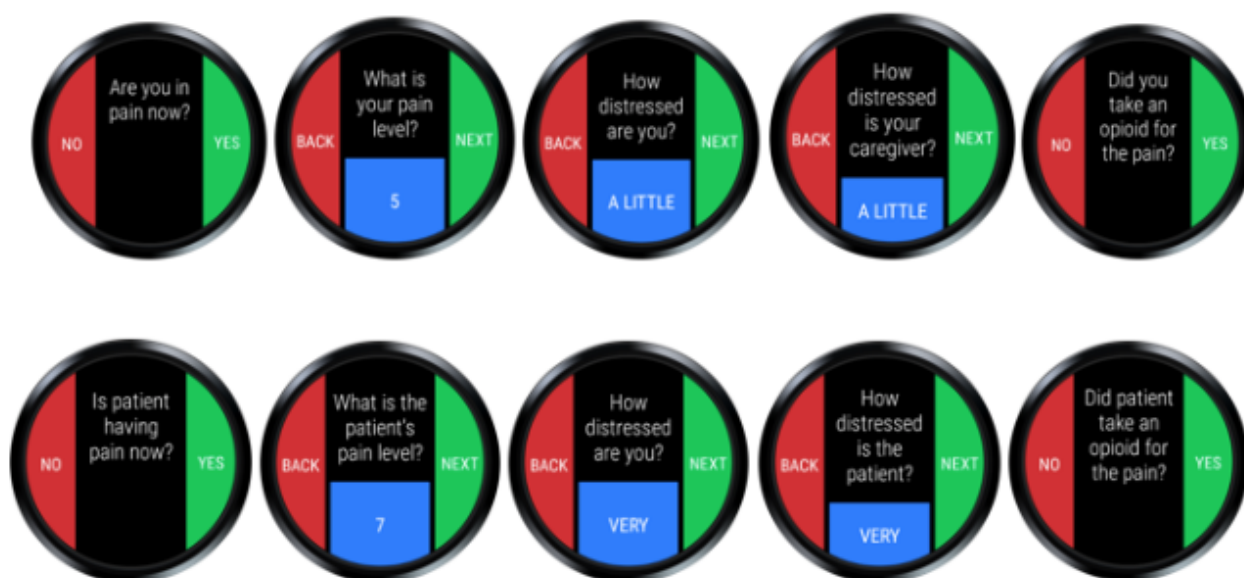 Are you in
pain now?
NO
YES
What is
your pain
level?
BACK
NEXT
5
How
distressed
are you?
BACK
NEXT
A LITTLE
How
distressed
is your
caregiver?
BACK
NEXT
A LITTLE
Did you
take an
opioid for
the pain?
NO
YES
Is patient
having
pain now?
NO
YES
What is the
patient's
pain level?
BACK
NEXT
7
How
distressed
are you?
BACK
NEXT
VERY
How
distressed
is the
patient?
BACK
NEXT
VERY
Did patient
take an
opioid for
the pain?
NO
YES